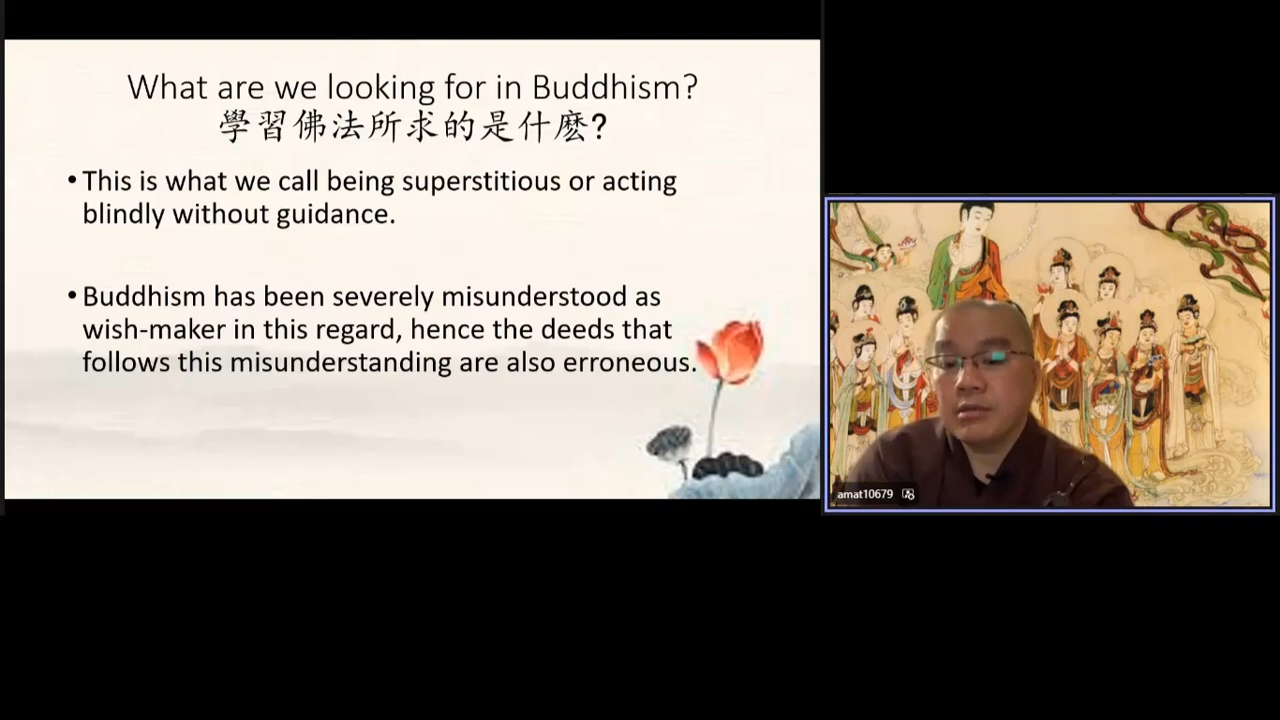 What are we looking for in Buddhism?
學習佛法所求的是什麽?
•This is what we call being superstitious or acting
blindly without guidance.
•Buddhism has been severely misunderstood as
wish-maker in this regard, hence the deeds that
follows this misunderstanding are also erroneous.
amat10679